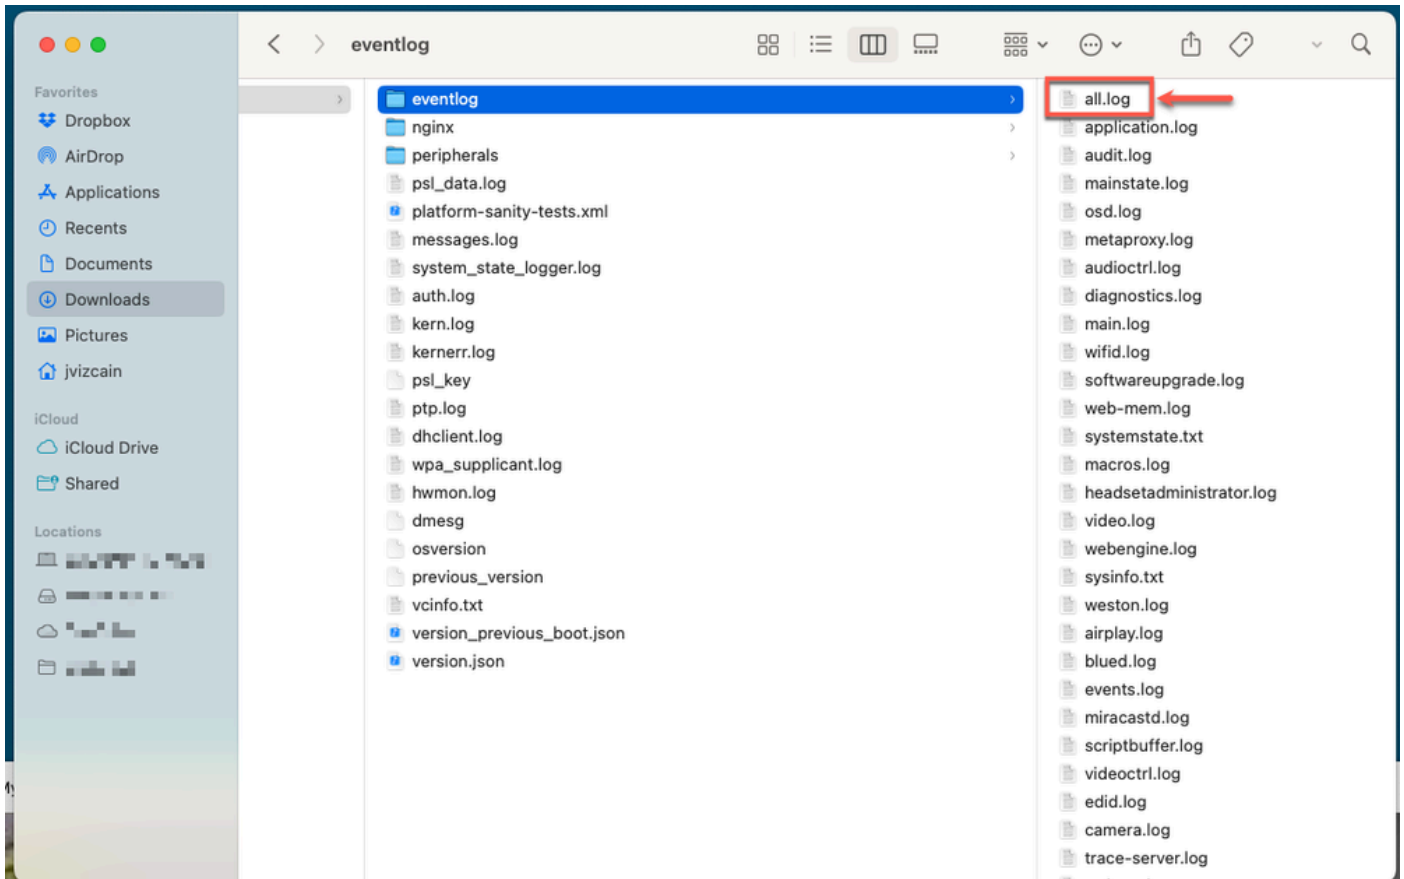 eventlog
Favorites
Dropbox
AirDrop
Applications
Recents
Documents
Downloads
Pictures
jvizcain
iCloud
iCloud Drive
Shared
Locations
eventlog
nginx
peripherals
psl_data.log
platform-sanity-tests.xml
messages.log
system_state_logger.log
auth.log
kern.log
kernerr.log
psl_key
ptp.log
dhclient.log
wpa_supplicant.log
hwmon.log
dmesg
osversion
previous_version
vcinfo.txt
version_previous_boot.json
version.json
all.log
application.log
audit.log
mainstate.log
osd.log
metaproxy.log
audioctrl.log
diagnostics.log
main.log
wifid.log
softwareupgrade.log
web-mem.log
systemstate.txt
macros.log
headsetadministrator.log
video.log
webengine.log
sysinfo.txt
weston.log
airplay.log
blued.log
events.log
miracastd.log
scriptbuffer.log
videoctrl.log
edid.log
camera.log
trace-server.log